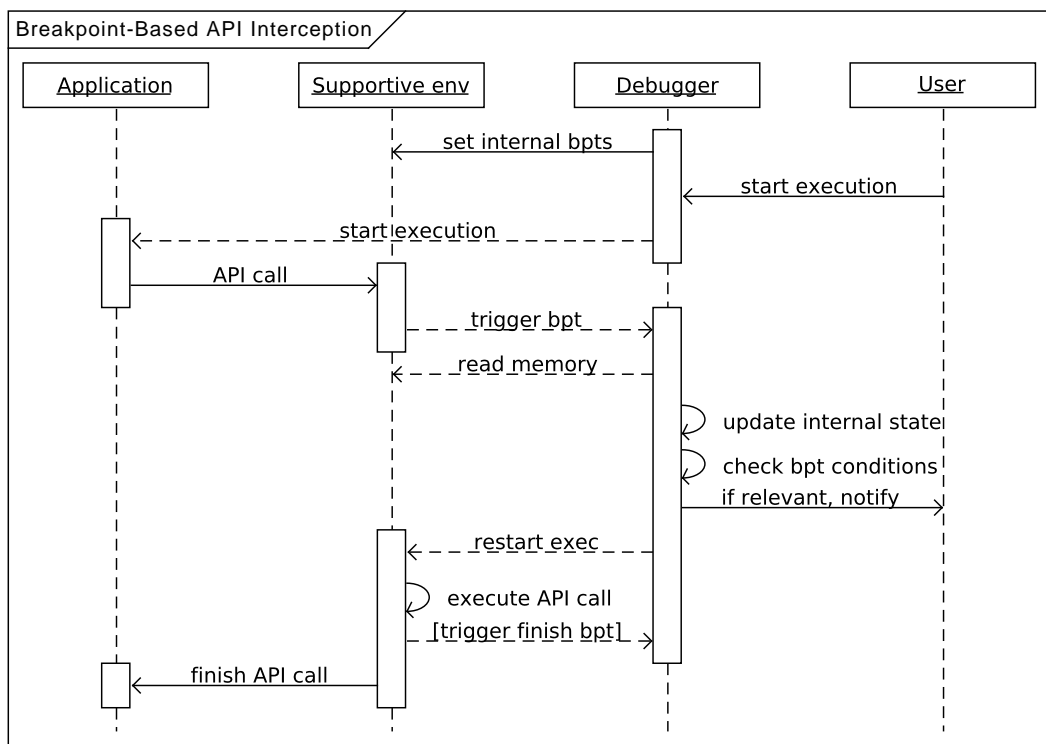 Breakpoint-Based API Interception
Application
Supportive env
Debugger
User
set internal bpts
start execution
start execution
API call
trigger bpt
read memory
update internal state
check bpt conditions
if relevant, notify
restart exec
execute API call
[trigger finish bpt]
finish API call